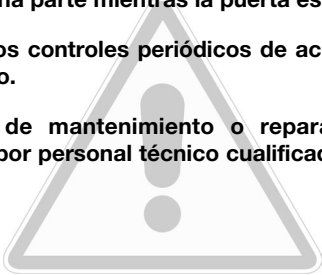 na parte mientras la puerta es
os controles periódicos de ac
o.
de mantenimiento o repara
por personal técnico cualificad